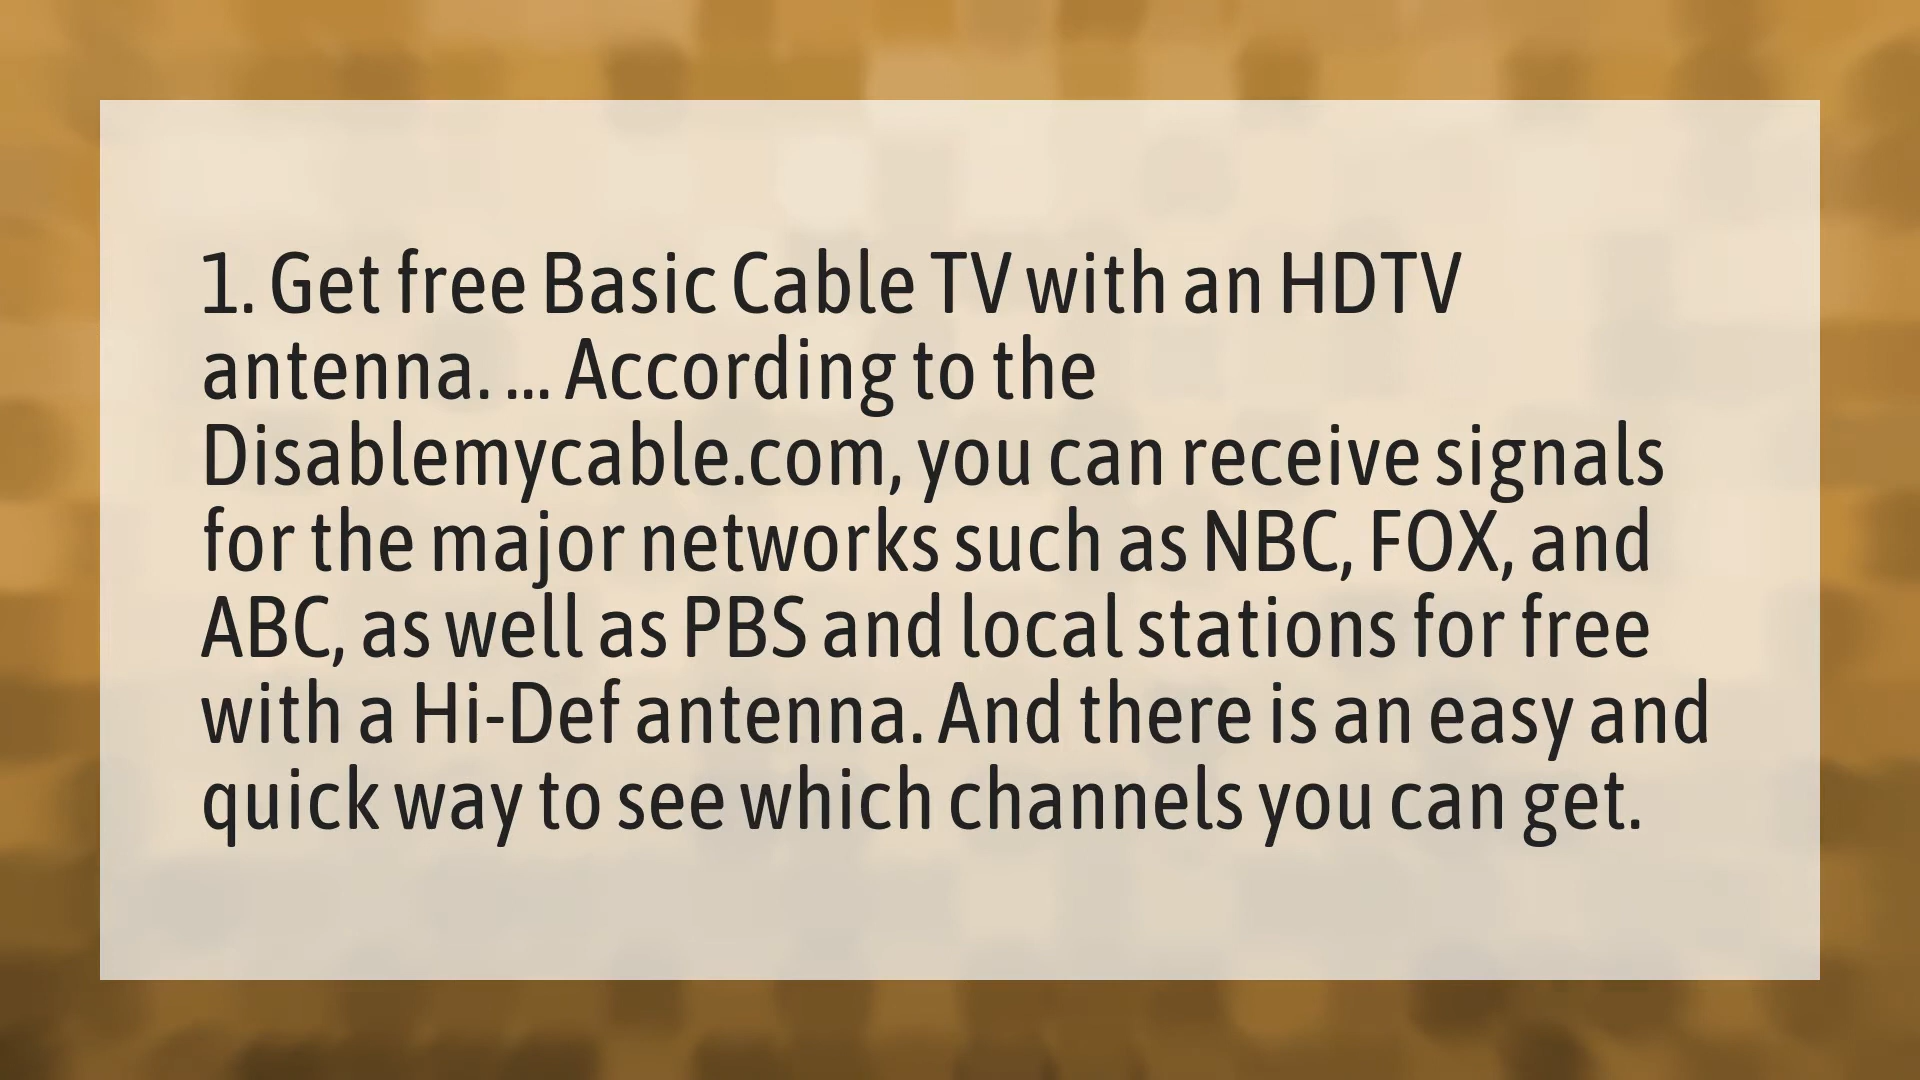 1. Get free Basic Cable TV with an HDTV
antenna. ... According to the
Disablemycable.com, you can receive signals
for the major networks such as NBC, FOX, and
ABC, as well as PBS and local stations for free
with a Hi-Def antenna. And there is an easy and
quick way to see which channels you can get.